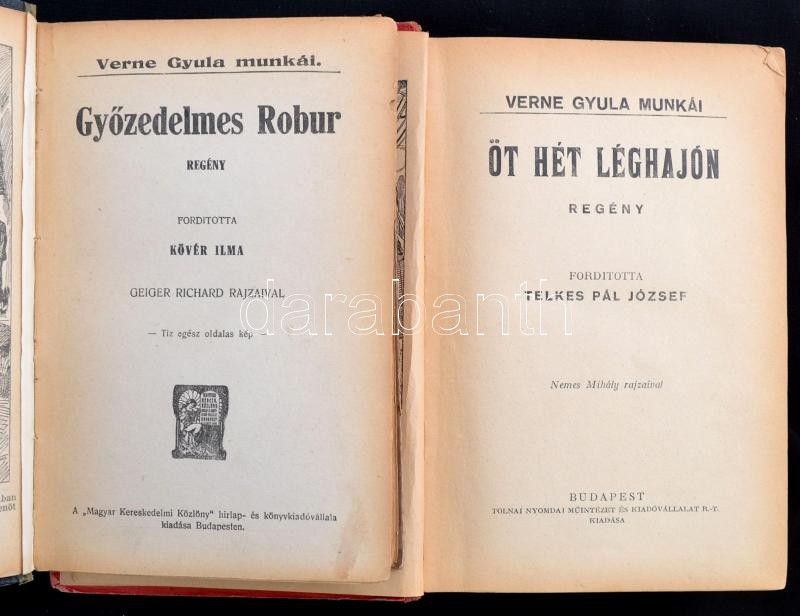 Verne Gyula munkái.
Győzedelmes Robur
REGÉNY
FORDITOTTA
KÖVÉR ILMA
GEIGER RICHARD RAJZAIVAL
— Tiz egész oldalas kép —
A „Magyar Kereskedelmi Közlöny" hirlap- és könyvkiadóvállala
kiadása Budapesten.
VERNE GYULA MUNKÁI
ÖT HÉT LÉGHAJÓN
REGÉNY
FORDITOTTA
TELKES PÁL JÓZSEF
Nemes Mihály rajzaival
BUDAPEST
TOLNAI NYOMDAI MŰINTÉZET ÉS KIADÓVÁLLALAT R.-T.
KIADÁSA
darabanth